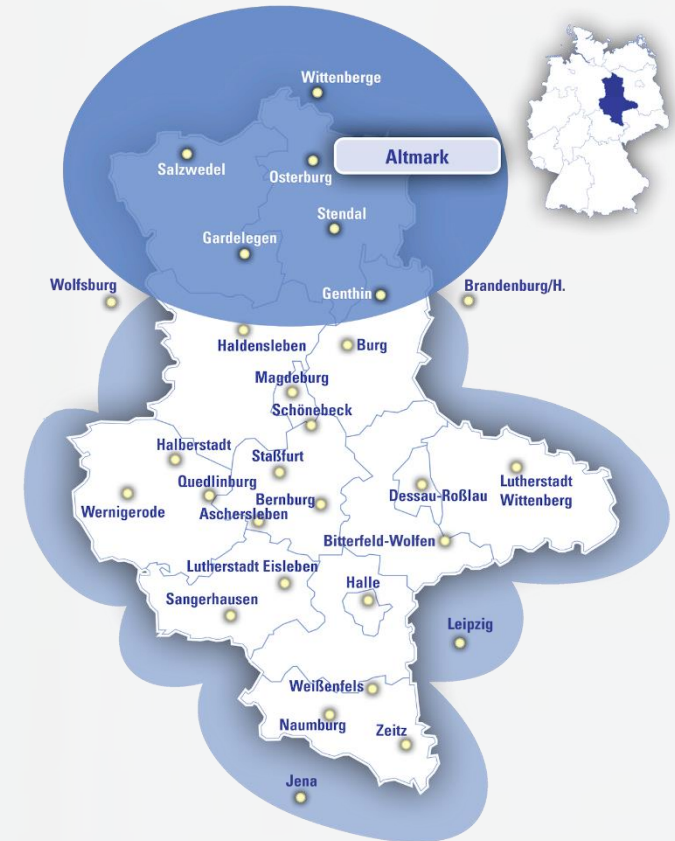 Wittenberge
Altmark
Salzwedel
Osterburg
Stendal
Gardelegen
Wolfsburg
Genthin
Brandenburg/H.
Haldensleben
Burg
Magdeburg
Schönebeck
Halberstadt
Staßfurt
Quedlinburg
Lutherstadt
Wittenberg
Wernigerode
Bernburg
Dessau-Roßlau
Aschersleben
Bitterfeld-Wolfen
Lutherstadt Eisleben
Halle
Sangerhausen
Leipzig
Weißenfels
Naumburg
Zeitz
Jena